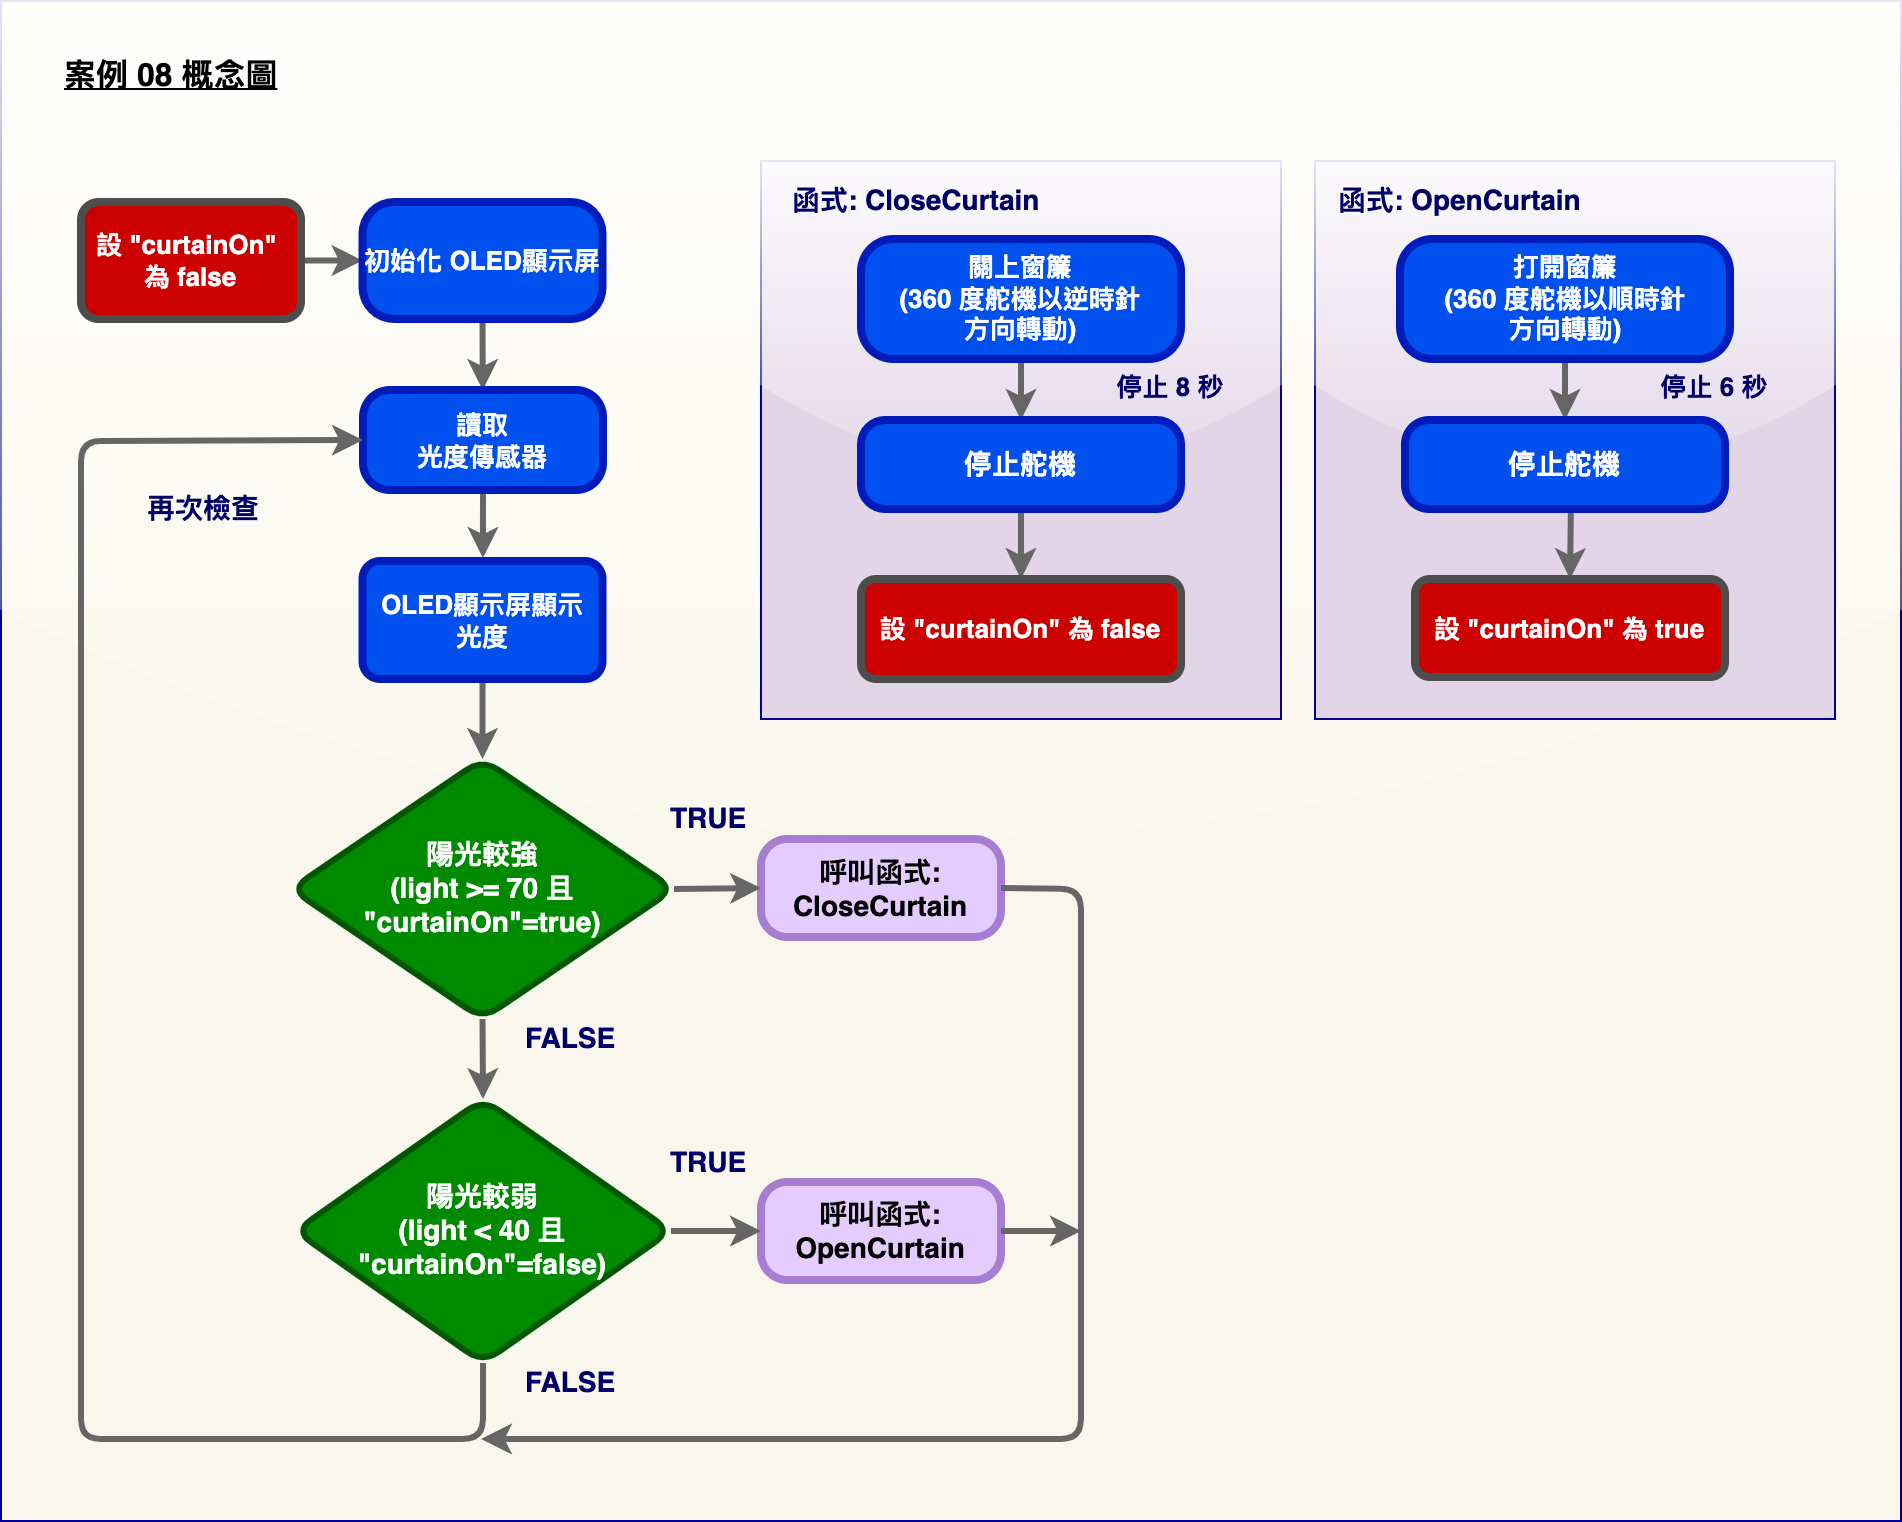 案例 08 概念圖
設 "curtainOn"
為 false
初始化 OLED顯示屏
讀取
光度傳感器
再次檢查
OLED顯示屏顯示
光度
陽光較強
(light >= 70 且
"curtainOn"=true)
TRUE
呼叫函式:
CloseCurtain
FALSE
陽光較弱
(light < 40 且
"curtainOn"=false)
TRUE
呼叫函式:
OpenCurtain
FALSE
函式: CloseCurtain
關上窗簾
(360 度舵機以逆時針
方向轉動)
停止 8 秒
停止舵機
設 "curtainOn" 為 false
函式: OpenCurtain
打開窗簾
(360 度舵機以順時針
方向轉動)
停止 6 秒
停止舵機
設 "curtainOn" 為 true